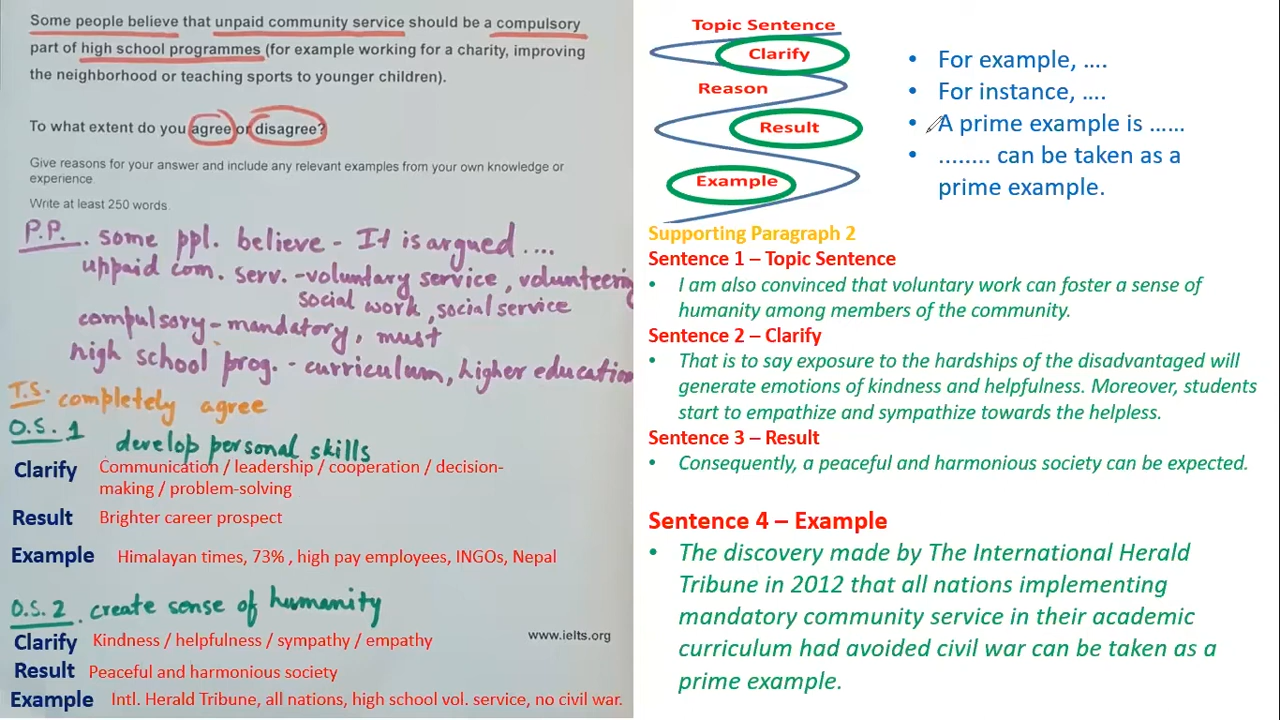 Some people believe that unpaid community service should be a compulsory
part of high school programmes (for example working for a charity, improving
the neighborhood or teaching sports to younger children).
To what extent do you agree or disagree?
Give reasons for your answer and include any relevant examples from your own knowledge or
experience.
Write at least 250 words.
P.P. . some ppl. believe - It is argued ....
uppaid com. serv. - voluntary service, volunteering
social work, social service
compulsory - mandatory, must
high school prog. - curriculum, higher education
T.S. completely agree
O.S. 1 develop personal skills
Clarify Communication / leadership / cooperation / decision-
making / problem-solving
Result Brighter career prospect
Example Himalayan times, 73% , high pay employees, INGOs, Nepal
O.S. 2 . create sense of humanity
Clarify Kindness / helpfulness / sympathy / empathy
www.ielts.org
Result Peaceful and harmonious society
Example Intl. Herald Tribune, all nations, high school vol. service, no civil war.
Topic Sentence
Clarify
Reason
Result
Example
• For example, ....
• For instance, ....
• A prime example is ......
• ........ can be taken as a
prime example.
Supporting Paragraph 2
Sentence 1 – Topic Sentence
• I am also convinced that voluntary work can foster a sense of
humanity among members of the community.
Sentence 2 – Clarify
• That is to say exposure to the hardships of the disadvantaged will
generate emotions of kindness and helpfulness. Moreover, students
start to empathize and sympathize towards the helpless.
Sentence 3 – Result
• Consequently, a peaceful and harmonious society can be expected.
Sentence 4 – Example
• The discovery made by The International Herald
Tribune in 2012 that all nations implementing
mandatory community service in their academic
curriculum had avoided civil war can be taken as a
prime example.